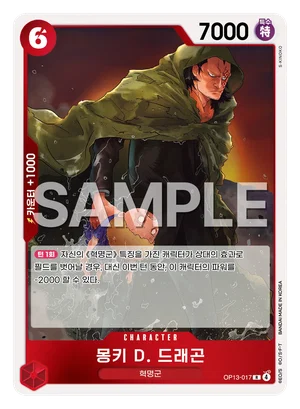 6
7000
특수
特
카운터 +1000
SAMPLE
턴 1회 자신의 《혁명군》 특징을 가진 캐릭터가 상대의 효과로
필드를 벗어날 경우, 대신 이번 턴 동안, 이 캐릭터의 파워를
-2000 할 수 있다.
CHARACTER
몽키 D. 드래곤
혁명군
OP13-017 R
BANDAI MADE IN KOREA